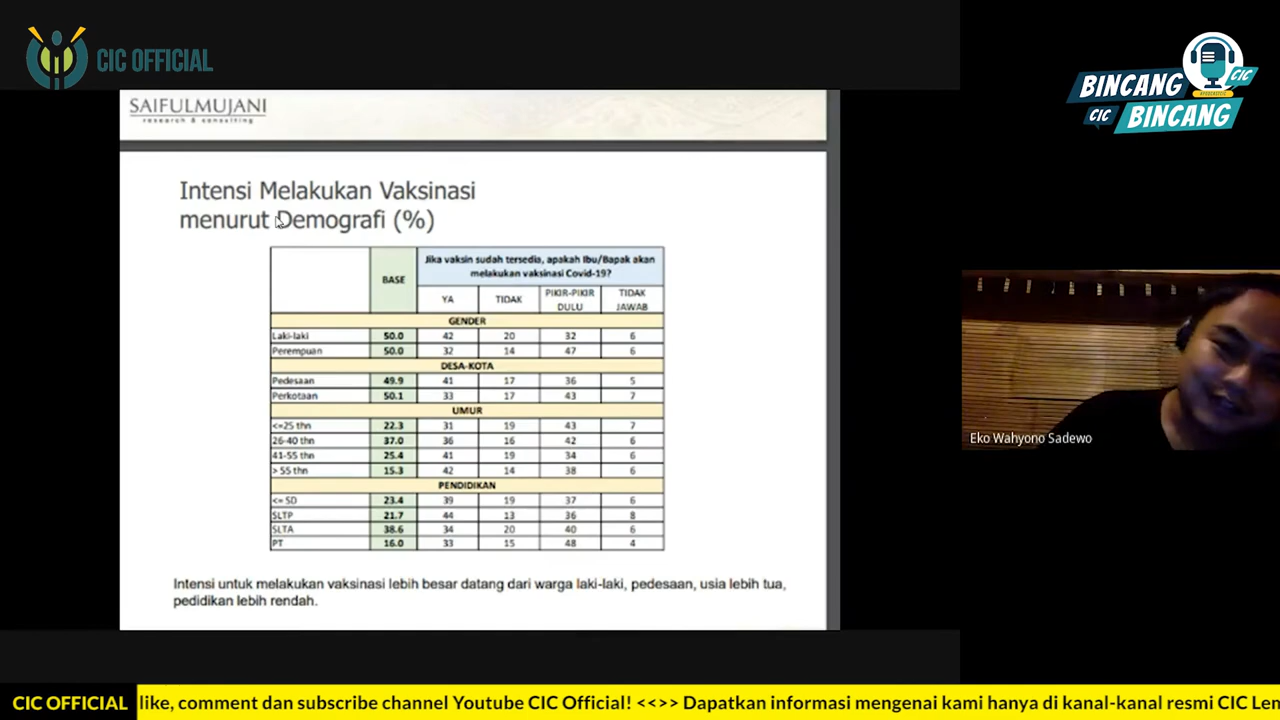 CIC OFFICIAL
BINCANG
CIC
CIC
BINCANG
SAIFULMUJANI
research & consulting
Intensi Melakukan Vaksinasi
menurut Demografi (%)
BASE
Jika vaksin sudah tersedia, apakah Ibu/Bapak akan
melakukan vaksinasi Covid-19?
YA TIDAK PIKIR-PIKIR DULU TIDAK JAWAB
GENDER
Laki-laki 50.0 42 20 32 6
Perempuan 50.0 32 14 47 6
DESA-KOTA
Pedesaan 49.9 41 17 36 5
Perkotaan 50.1 33 17 43 7
UMUR
<=25 thn 22.3 31 19 43 7
26-40 thn 37.0 36 16 42 6
41-55 thn 25.4 41 19 34 6
> 55 thn 15.3 42 14 38 6
PENDIDIKAN
<= SD 23.4 39 19 37 6
SLTP 21.7 44 13 36 8
SLTA 38.6 34 20 40 6
PT 16.0 33 15 48 4
Intensi untuk melakukan vaksinasi lebih besar datang dari warga laki-laki, pedesaan, usia lebih tua,
pedidikan lebih rendah.
Eko Wahyono Sadewo
CIC OFFICIAL like, comment dan subscribe channel Youtube CIC Official! <<>> Dapatkan informasi mengenai kami hanya di kanal-kanal resmi CIC Len